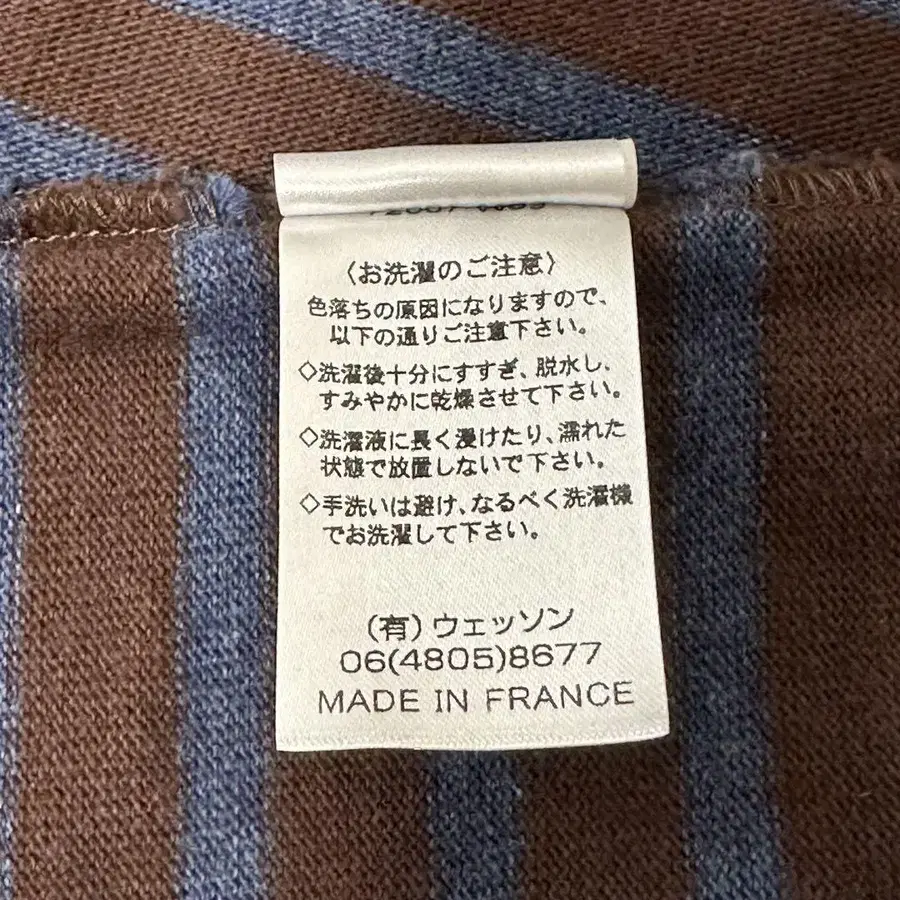 〈お洗濯のご注意〉
色落ちの原因になりますので、
以下の通りご注意下さい。
◇洗濯後十分にすすぎ、脱水し、
すみやかに乾燥させて下さい。
◇洗濯液に長く浸けたり、濡れた
状態で放置しないで下さい。
◇手洗いは避け、なるべく洗濯機
でお洗濯して下さい。
(有)ウェッソン
06(4805)8677
MADE IN FRANCE